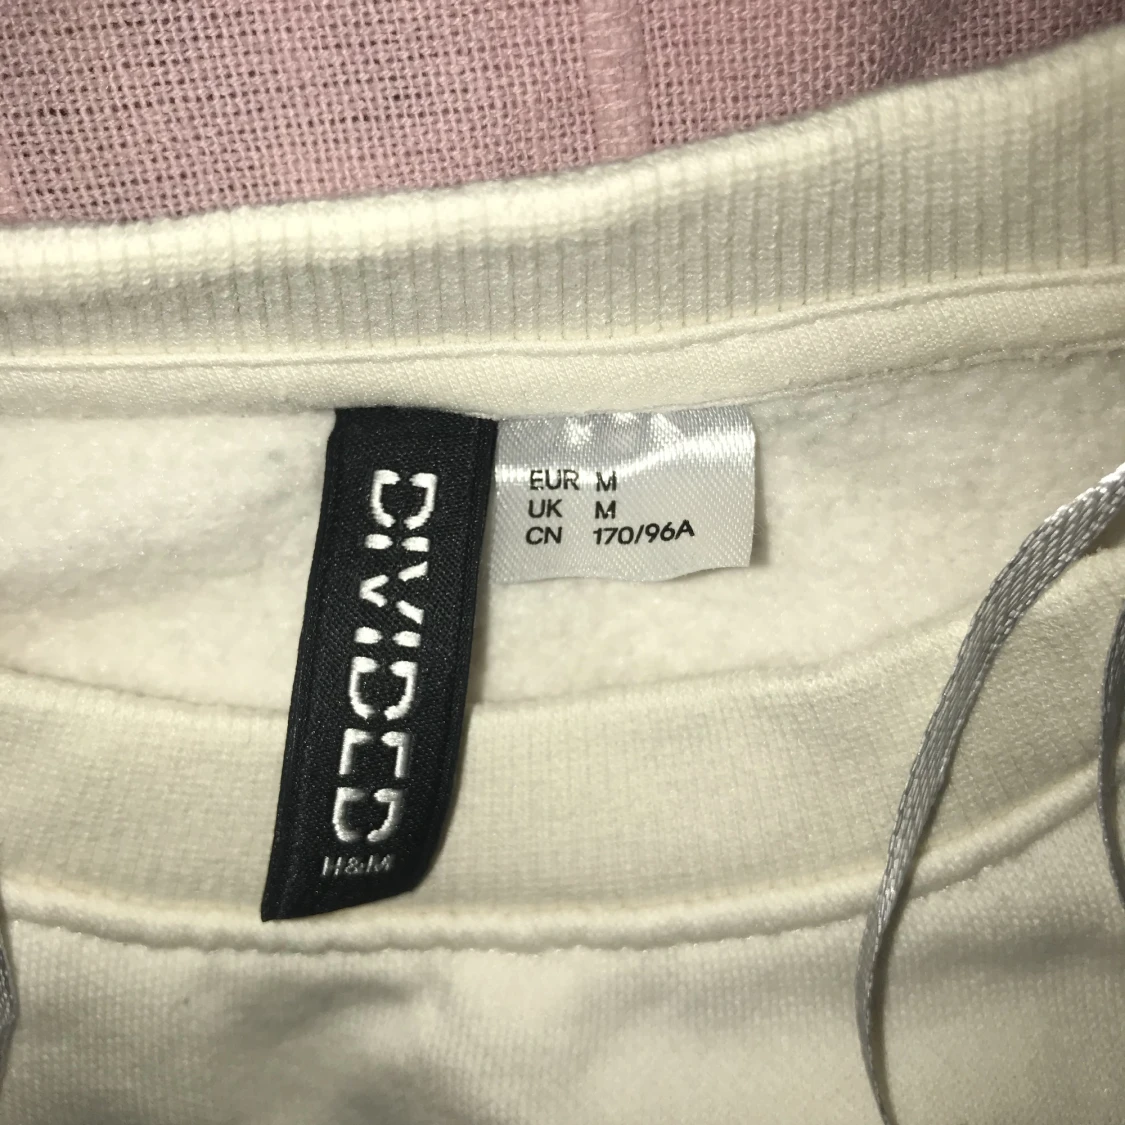 DIVIDED
H&M
EUR M
UK M
CN 170/96A